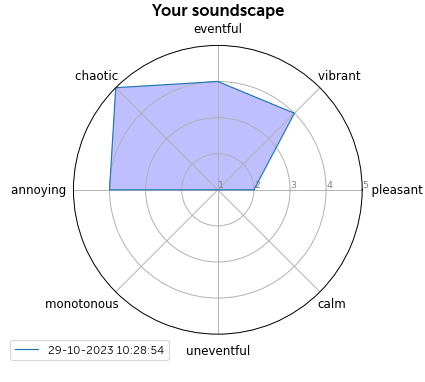 Your soundscape
eventful
chaotic
vibrant
annoying
1
2
3
4
5
pleasant
monotonous
calm
uneventful
29-10-2023 10:28:54